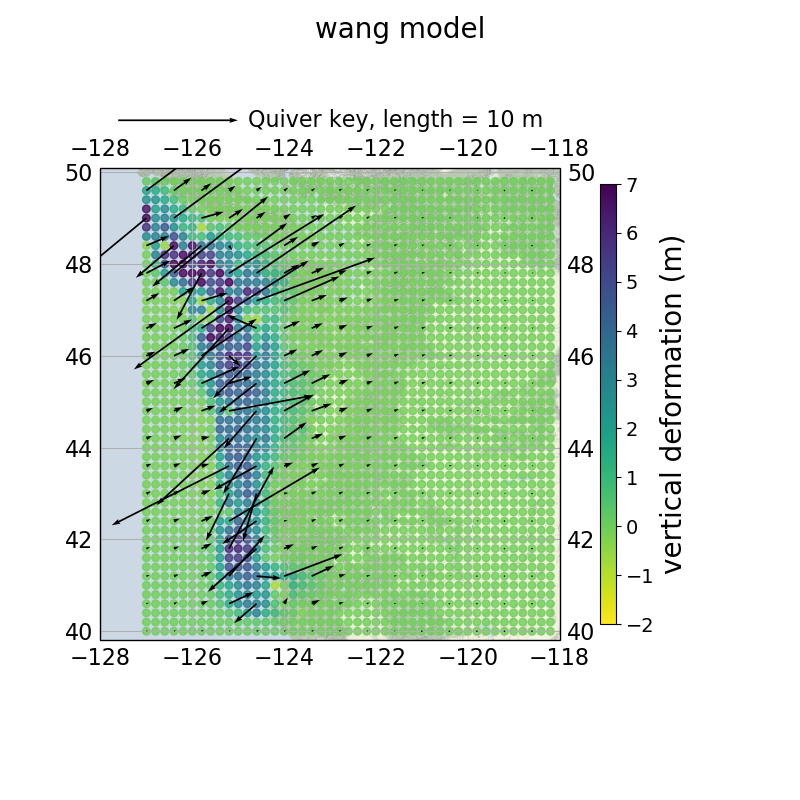 wang model
Quiver key, length = 10 m
−128 −126 −124 −122 −120 −118
50 50 7
6
48 48
5
46 46 4
3
2
44 44
1
42 42 0
−1
40 40 −2
−128 −126 −124 −122 −120 −118
vertical deformation (m)